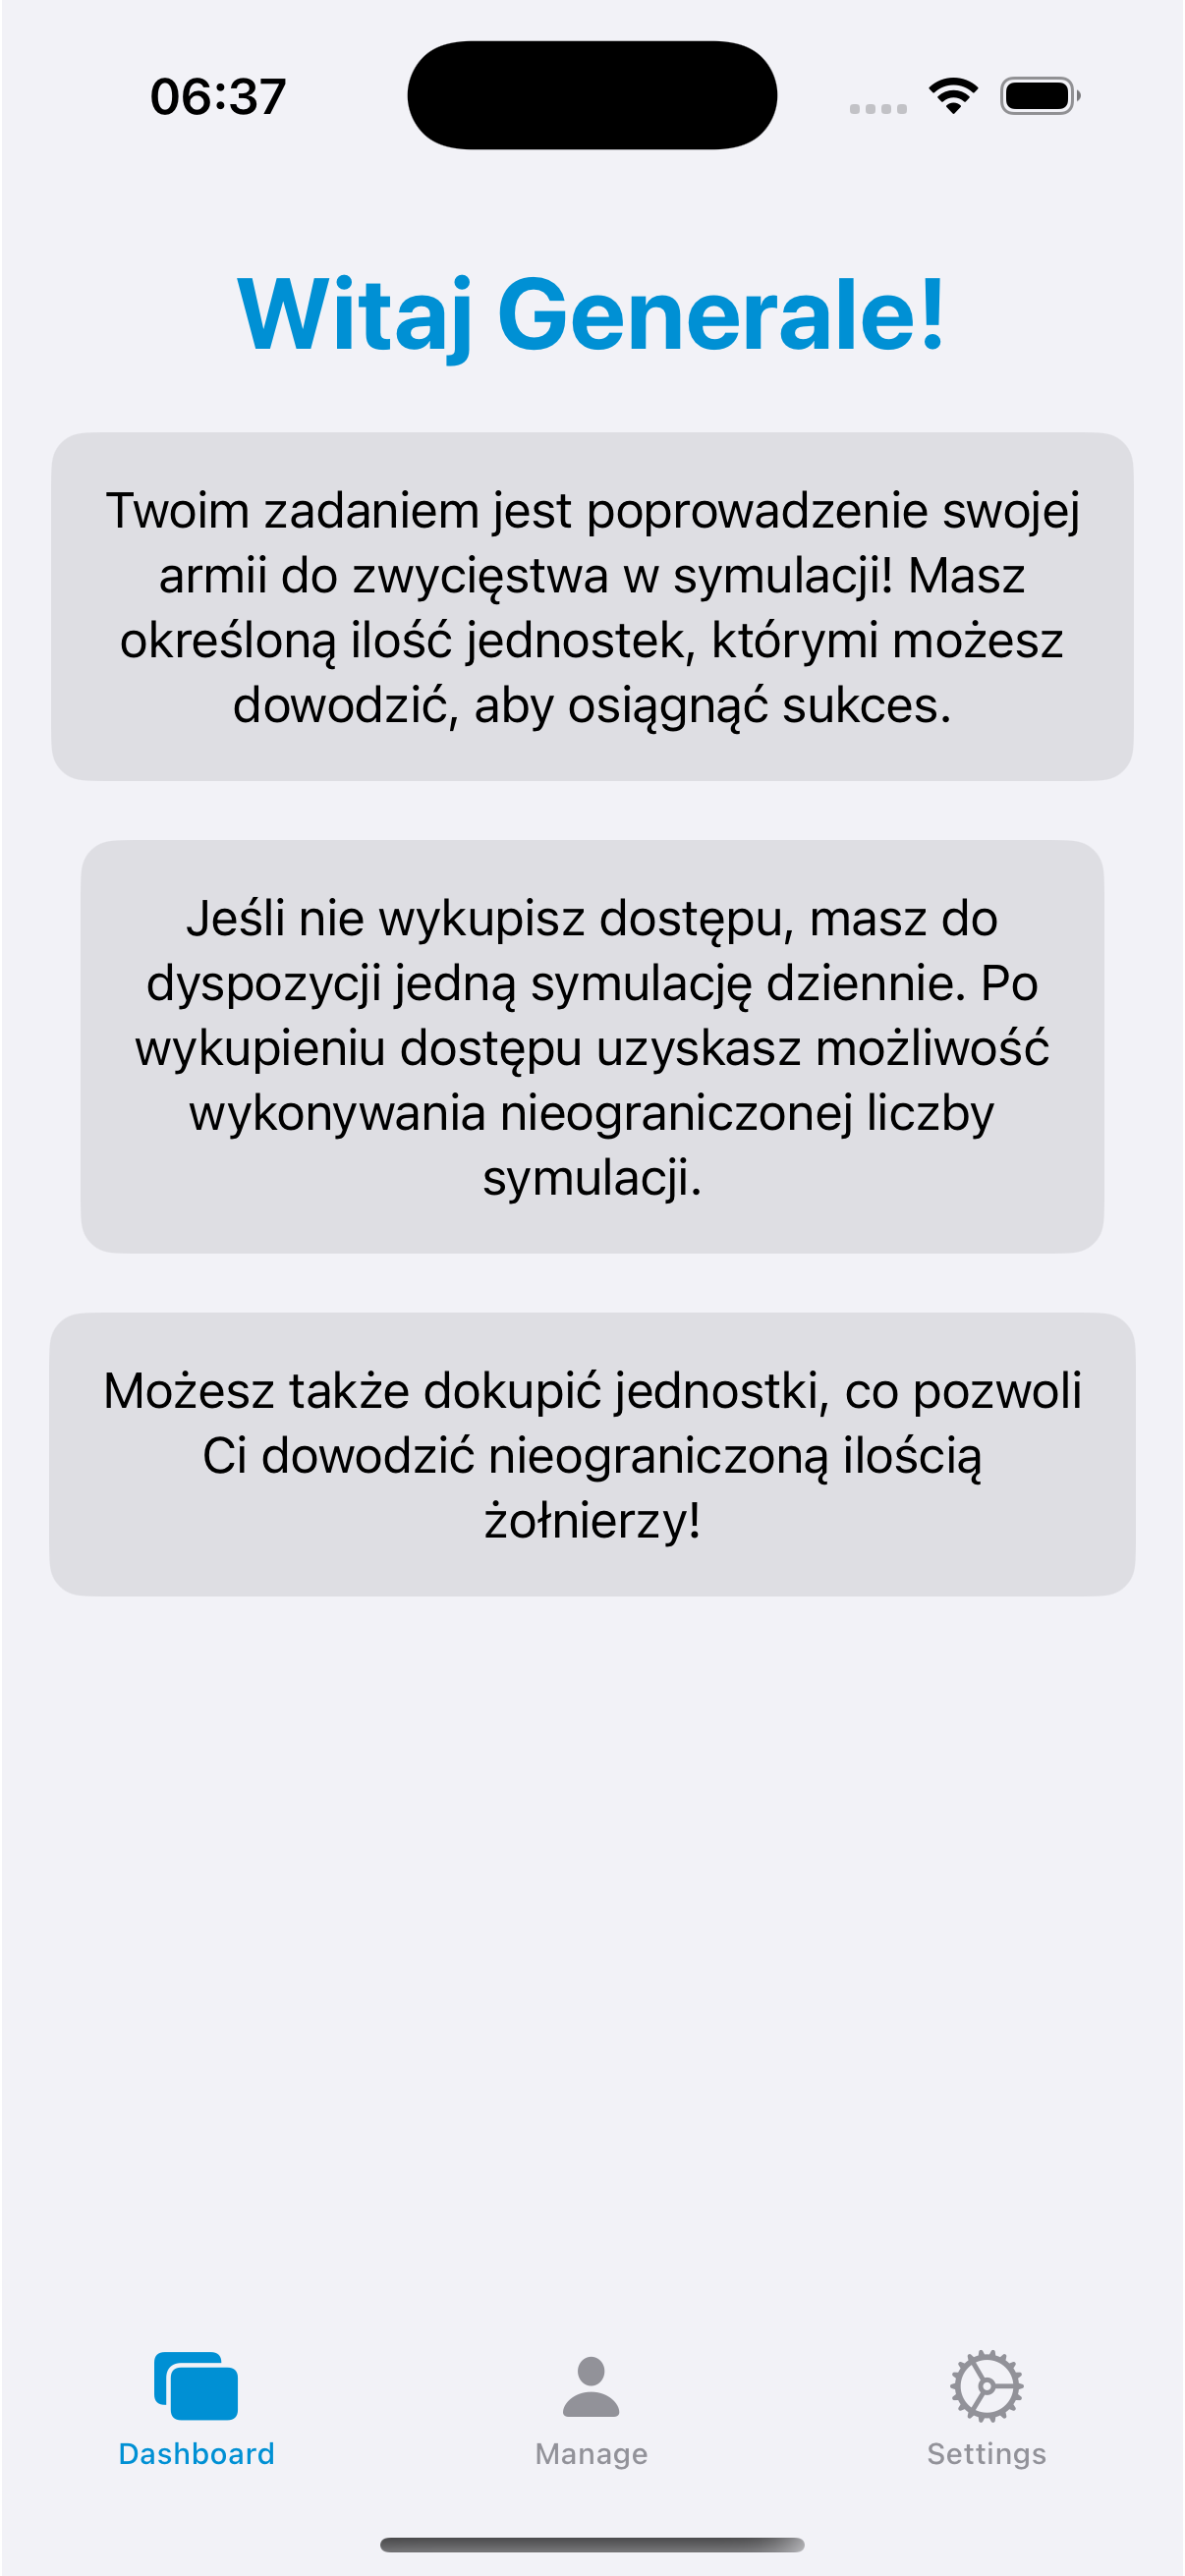 06:37
Witaj Generale!
Twoim zadaniem jest poprowadzenie swojej
armii do zwycięstwa w symulacji! Masz
określoną ilość jednostek, którymi możesz
dowodzić, aby osiągnąć sukces.
Jeśli nie wykupisz dostępu, masz do
dyspozycji jedną symulację dziennie. Po
wykupieniu dostępu uzyskasz możliwość
wykonywania nieograniczonej liczby
symulacji.
Możesz także dokupić jednostki, co pozwoli
Ci dowodzić nieograniczoną ilością
żołnierzy!
Dashboard
Manage
Settings